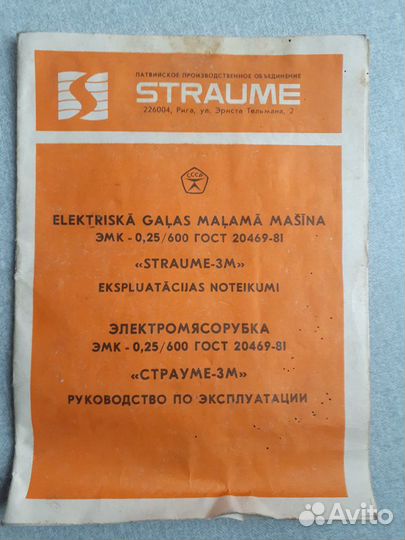 ЛАТВИЙСКОЕ ПРОИЗВОДСТВЕННОЕ ОБЪЕДИНЕНИЕ
STRAUME
226004, Рига, ул. Эрнста Тельмана, 2
СССР
ELEKTRISKĀ GAĻAS MAĻAMĀ MAŠĪNA
ЭМК - 0,25/600 ГОСТ 20469-81
«STRAUME-3M»
EKSPLUATĀCIJAS NOTEIKUMI
ЭЛЕКТРОМЯСОРУБКА
ЭМК - 0,25/600 ГОСТ 20469-81
«СТРАУМЕ-3М»
РУКОВОДСТВО ПО ЭКСПЛУАТАЦИИ
Avito